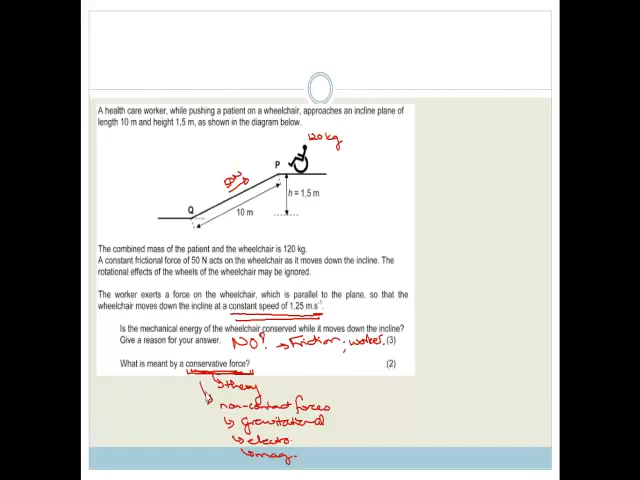 A health care worker, while pushing a patient on a wheelchair, approaches an incline plane of
length 10 m and height 1,5 m, as shown in the diagram below.
120 kg
P
50N
h = 1,5 m
Q
10 m
The combined mass of the patient and the wheelchair is 120 kg.
A constant frictional force of 50 N acts on the wheelchair as it moves down the incline. The
rotational effects of the wheels of the wheelchair may be ignored.
The worker exerts a force on the wheelchair, which is parallel to the plane, so that the
wheelchair moves down the incline at a constant speed of 1,25 m.s⁻¹.
Is the mechanical energy of the wheelchair conserved while it moves down the incline?
Give a reason for your answer. NO? → Friction; worker. (3)
What is meant by a conservative force? (2)
theory
non-contact forces
↳ gravitational
↳ electro.
↳ mag.